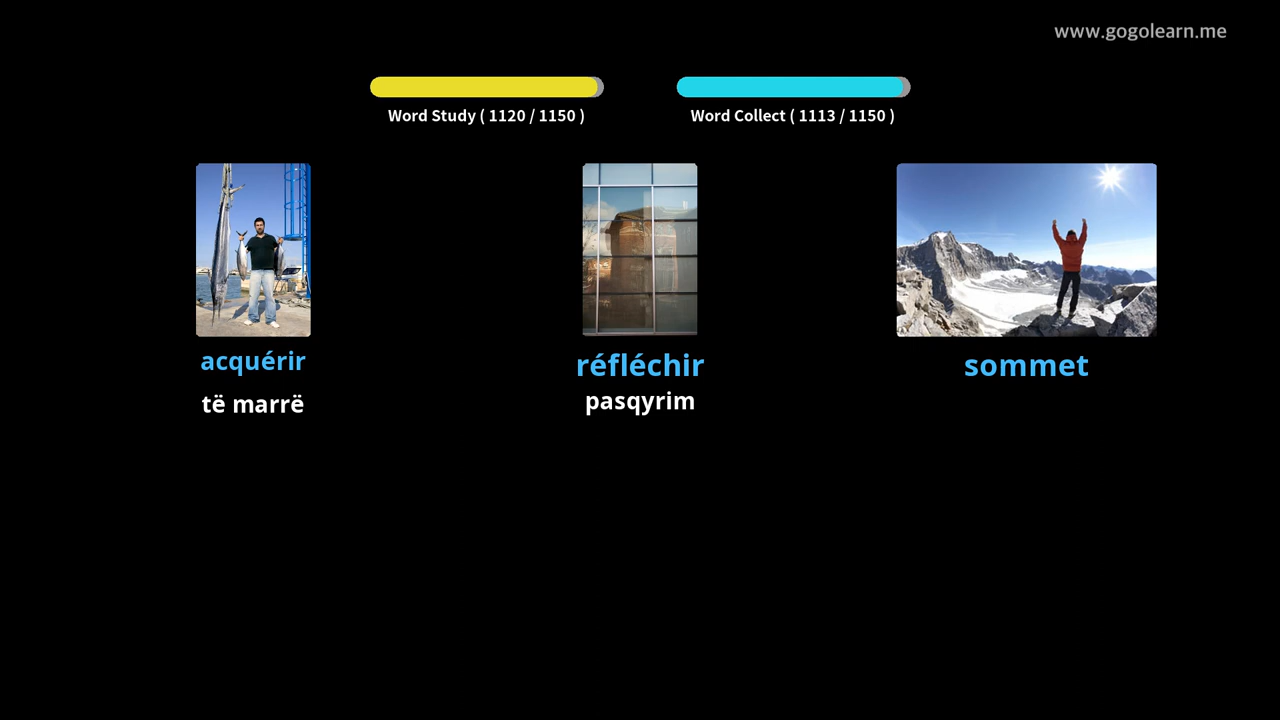 www.gogolearn.me
Word Study ( 1120 / 1150 )
Word Collect ( 1113 / 1150 )
acquérir
të marrë
réfléchir
pasqyrim
sommet